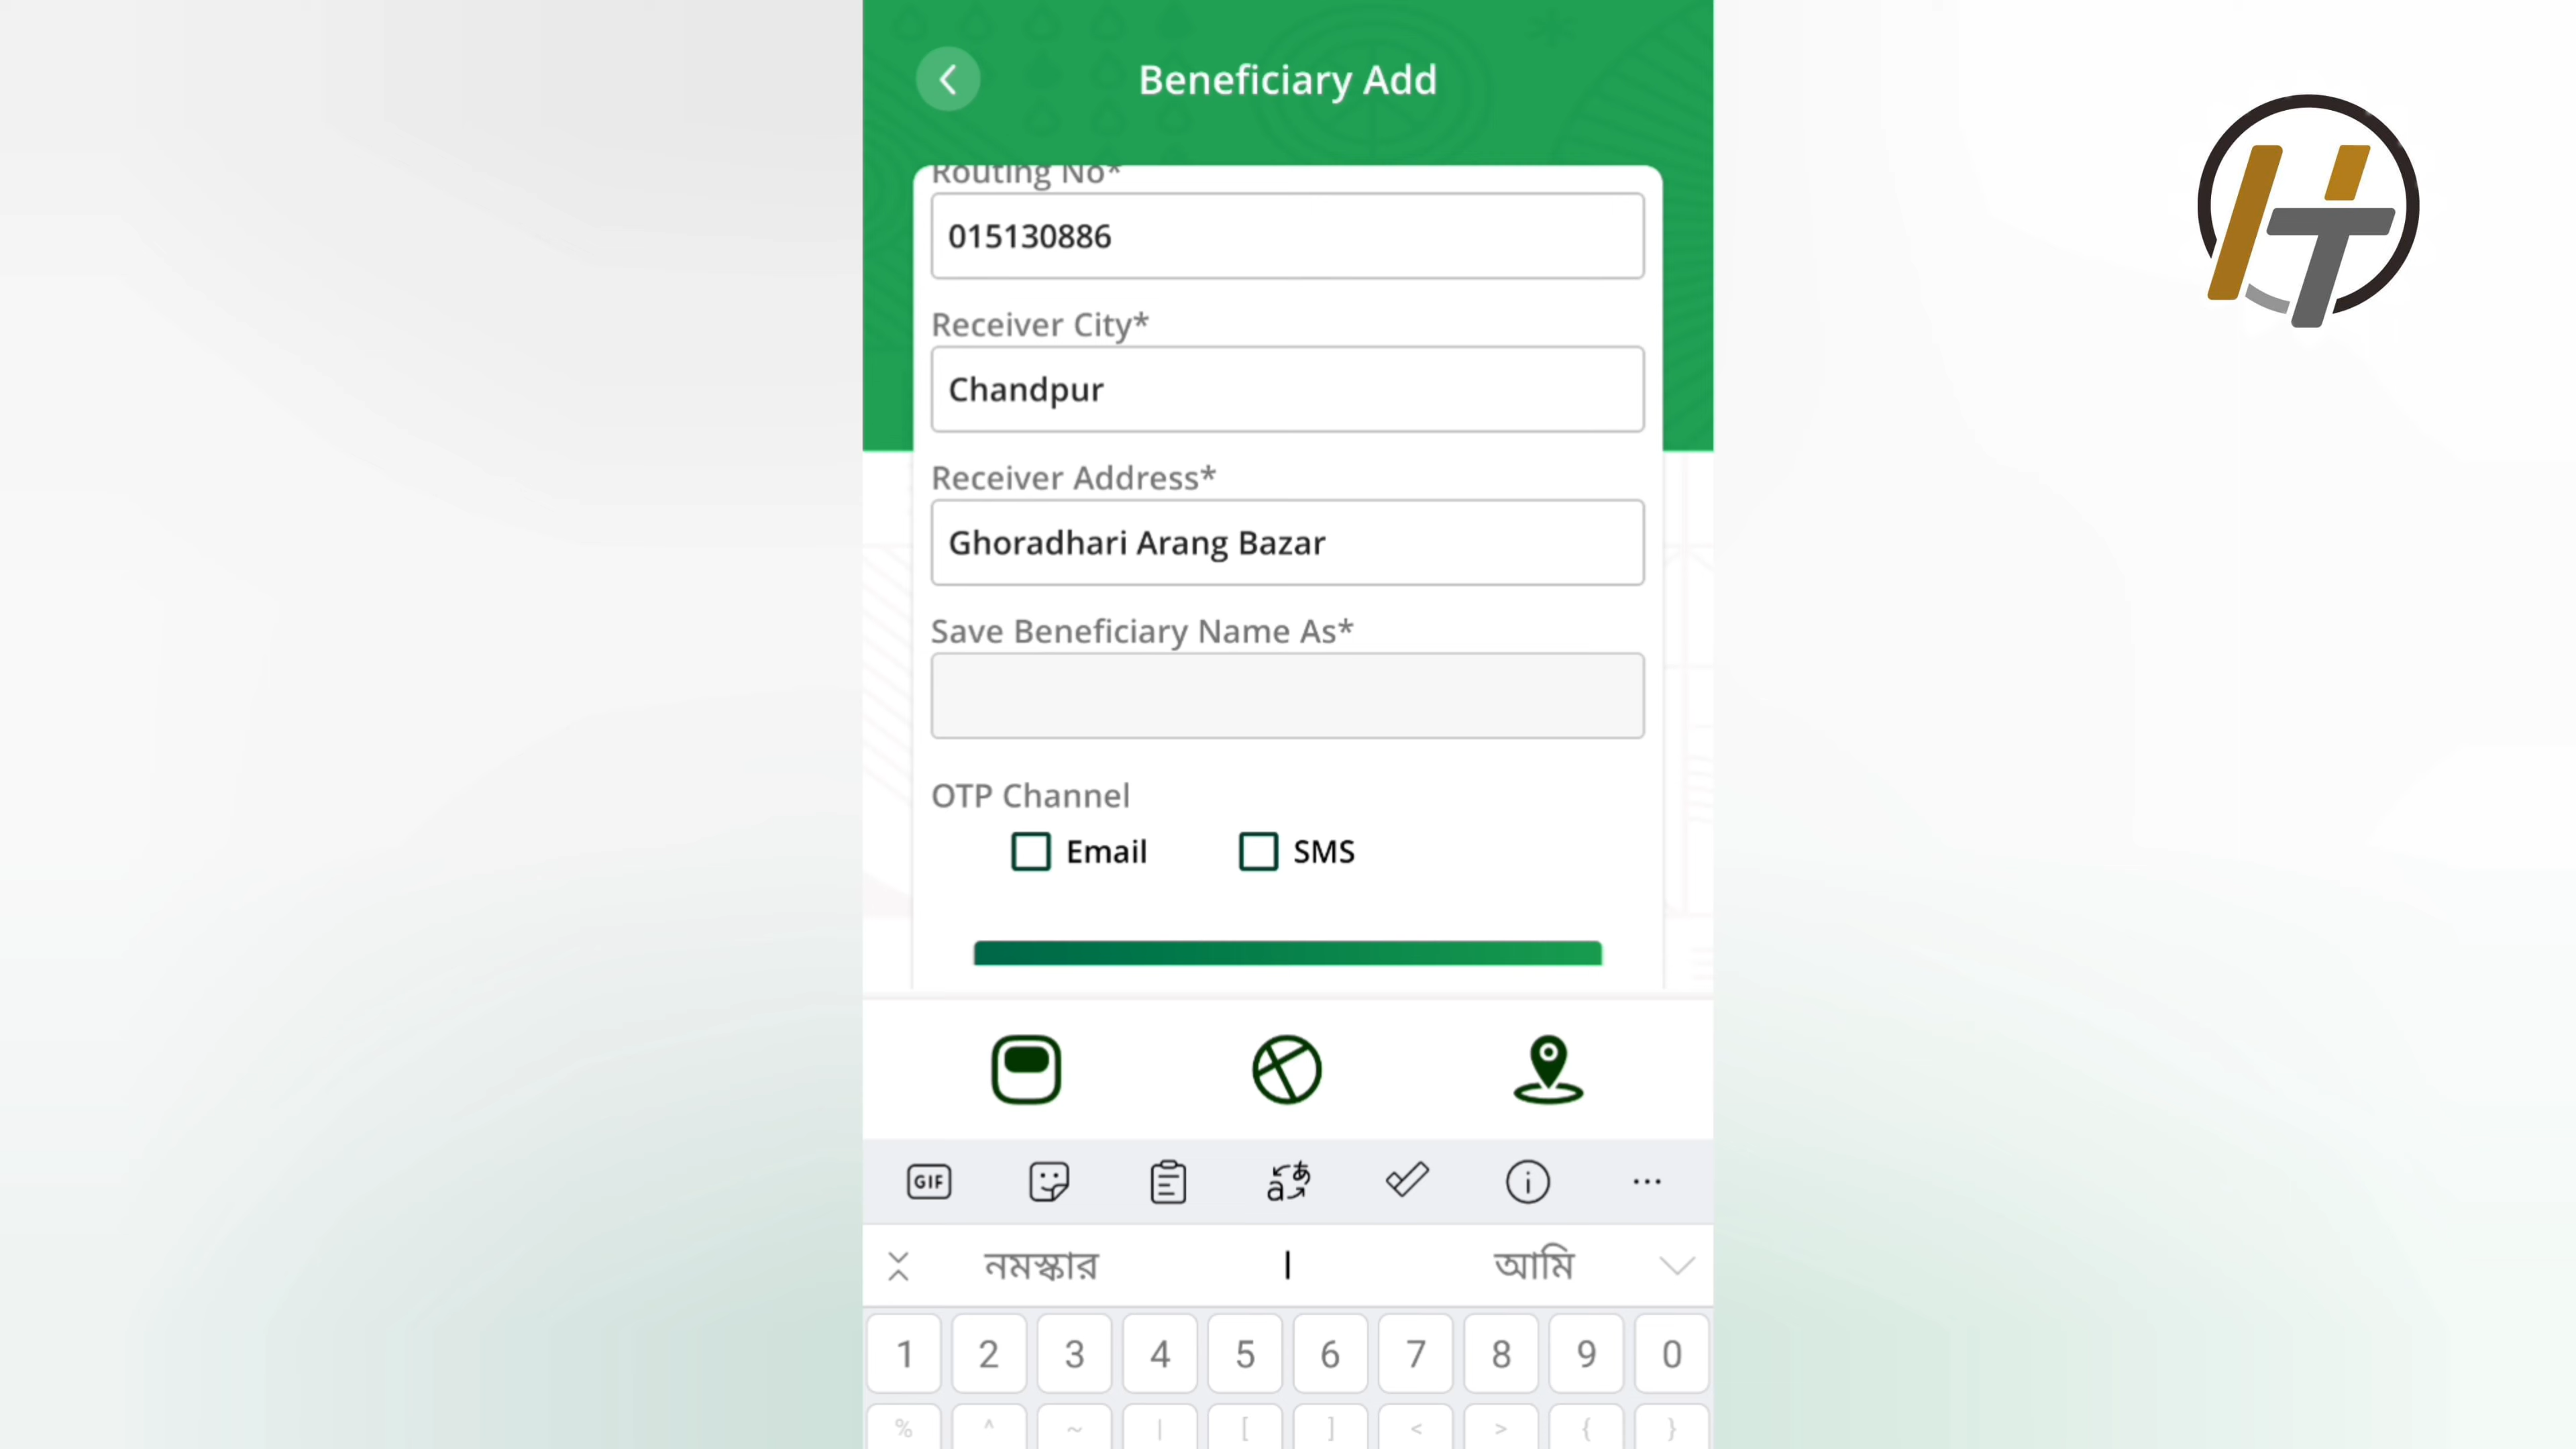 Beneficiary Add
Routing No*
015130886
Receiver City*
Chandpur
Receiver Address*
Ghoradhari Arang Bazar
Save Beneficiary Name As*
OTP Channel
Email SMS
GIF
নমস্কার । আমি
1 2 3 4 5 6 7 8 9 0
% ^ ~ | [ ] < > { }